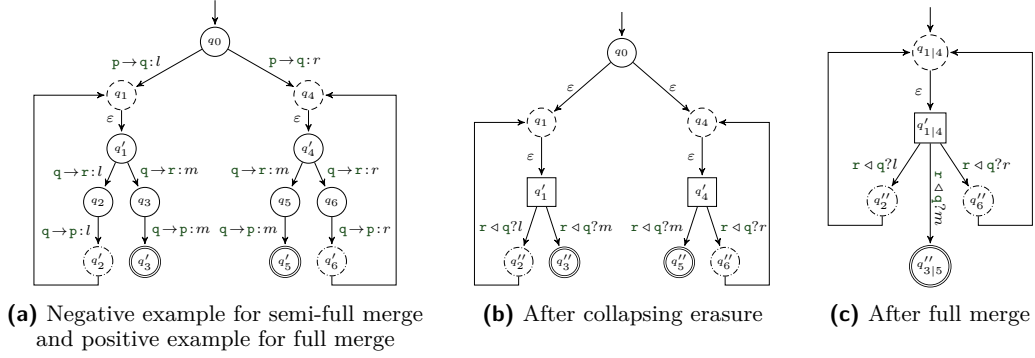 q0
p→q:l
p→q:r
q1
q4
ε
ε
q′1
q′4
q→r:l
q→r:m
q→r:m
q→r:r
q2
q3
q5
q6
q→p:l
q→p:m
q→p:m
q→p:r
q′2
q′3
q′5
q′6
(a) Negative example for semi-full merge
and positive example for full merge
q0
ε
ε
q1
q4
ε
ε
q′1
q′4
r◁q?l
r◁q?m
r◁q?m
r◁q?r
q′′2
q′′3
q′′5
q′′6
(b) After collapsing erasure
q1|4
ε
q′1|4
r◁q?l
r◁q?m
r◁q?r
q′′2
q′′6
q′′3|5
(c) After full merge